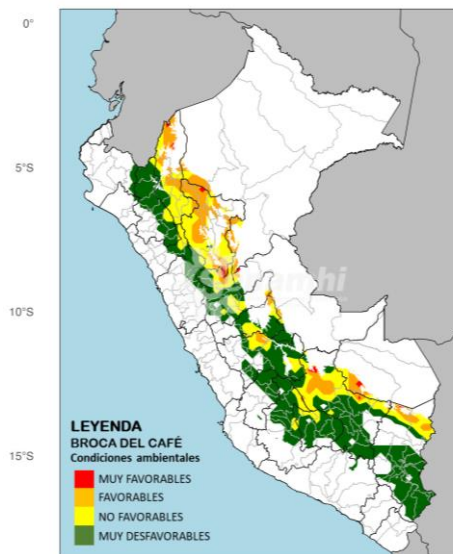 0°
5°S
10°S
15°S
LEYENDA
BROCA DEL CAFÉ
Condiciones ambientales
MUY FAVORABLES
FAVORABLES
NO FAVORABLES
MUY DESFAVORABLES